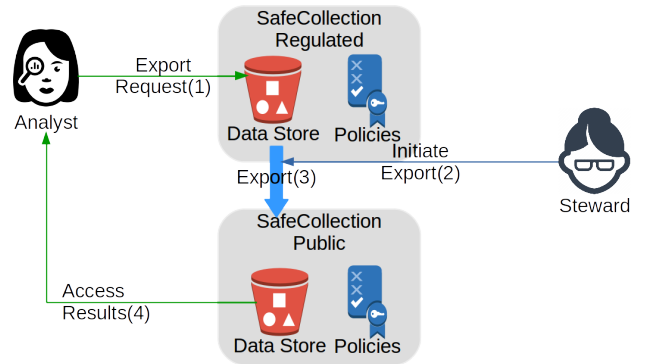 SafeCollection
Regulated
Export
Request(1)
Analyst
Data Store
Policies
Initiate
Export(2)
Export(3)
Steward
SafeCollection
Public
Access
Results(4)
Data Store
Policies